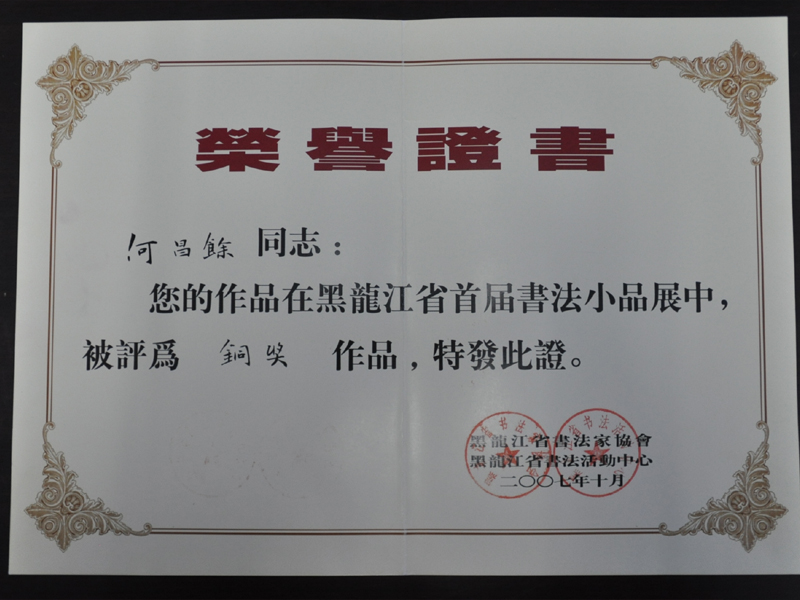 榮譽證書
何昌餘 同志：
您的作品在黑龍江省首届書法小品展中，
被評爲 銅奖 作品，特發此證。
黑龍江省書法家協會
黑龍江省書法活動中心
二〇〇七年十月